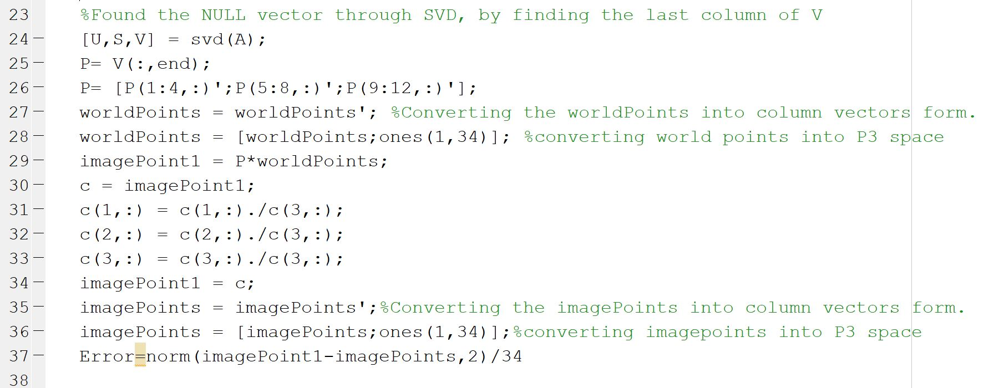 23 %Found the NULL vector through SVD, by finding the last column of V
24 — [U,S,V] = svd(A);
25 — P= V(:,end);
26 — P= [P(1:4,:)';P(5:8,:)';P(9:12,:)'];
27 — worldPoints = worldPoints'; %Converting the worldPoints into column vectors form.
28 — worldPoints = [worldPoints;ones(1,34)]; %converting world points into P3 space
29 — imagePoint1 = P*worldPoints;
30 — c = imagePoint1;
31 — c(1,:) = c(1,:)./c(3,:);
32 — c(2,:) = c(2,:)./c(3,:);
33 — c(3,:) = c(3,:)./c(3,:);
34 — imagePoint1 = c;
35 — imagePoints = imagePoints';%Converting the imagePoints into column vectors form.
36 — imagePoints = [imagePoints;ones(1,34)];%converting imagepoints into P3 space
37 — Error=norm(imagePoint1-imagePoints,2)/34
38